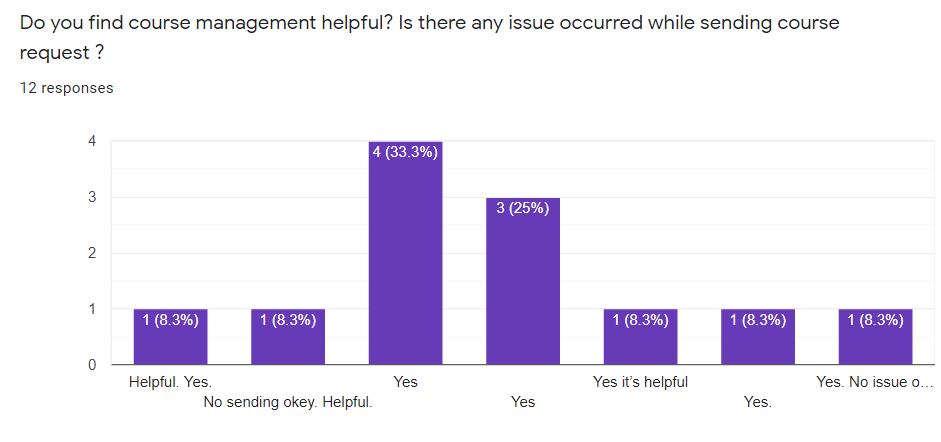 Do you find course management helpful? Is there any issue occurred while sending course
request ?
12 responses
4
3
2
1
0
1 (8.3%)
1 (8.3%)
4 (33.3%)
3 (25%)
1 (8.3%)
1 (8.3%)
1 (8.3%)
Helpful. Yes.
No sending okey. Helpful.
Yes
Yes
Yes it’s helpful
Yes.
Yes. No issue o…